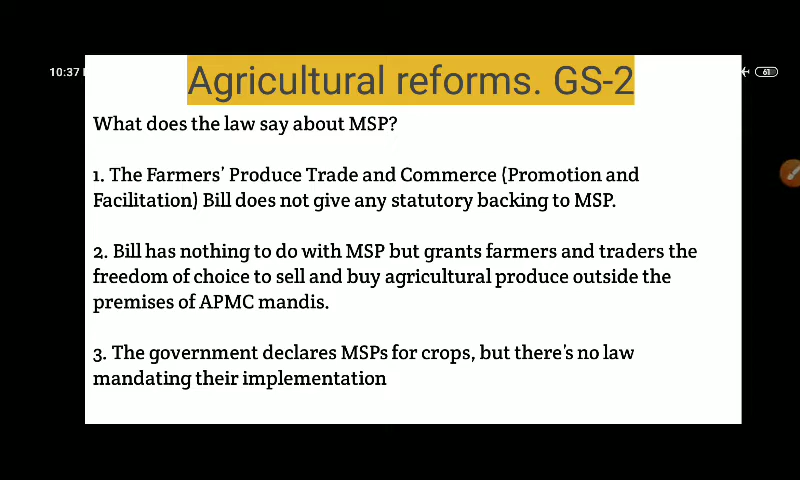 10:37
Agricultural reforms. GS-2
61
What does the law say about MSP?
1. The Farmers' Produce Trade and Commerce (Promotion and
Facilitation) Bill does not give any statutory backing to MSP.
2. Bill has nothing to do with MSP but grants farmers and traders the
freedom of choice to sell and buy agricultural produce outside the
premises of APMC mandis.
3. The government declares MSPs for crops, but there's no law
mandating their implementation